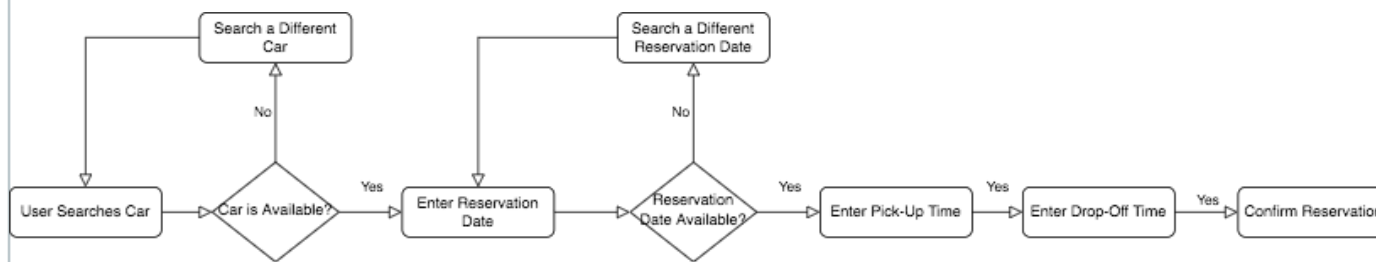 Search a Different
Car
Search a Different
Reservation Date
No
No
User Searches Car
Car is Available?
Yes
Enter Reservation
Date
Reservation
Date Available?
Yes
Enter Pick-Up Time
Yes
Enter Drop-Off Time
Yes
Confirm Reservation